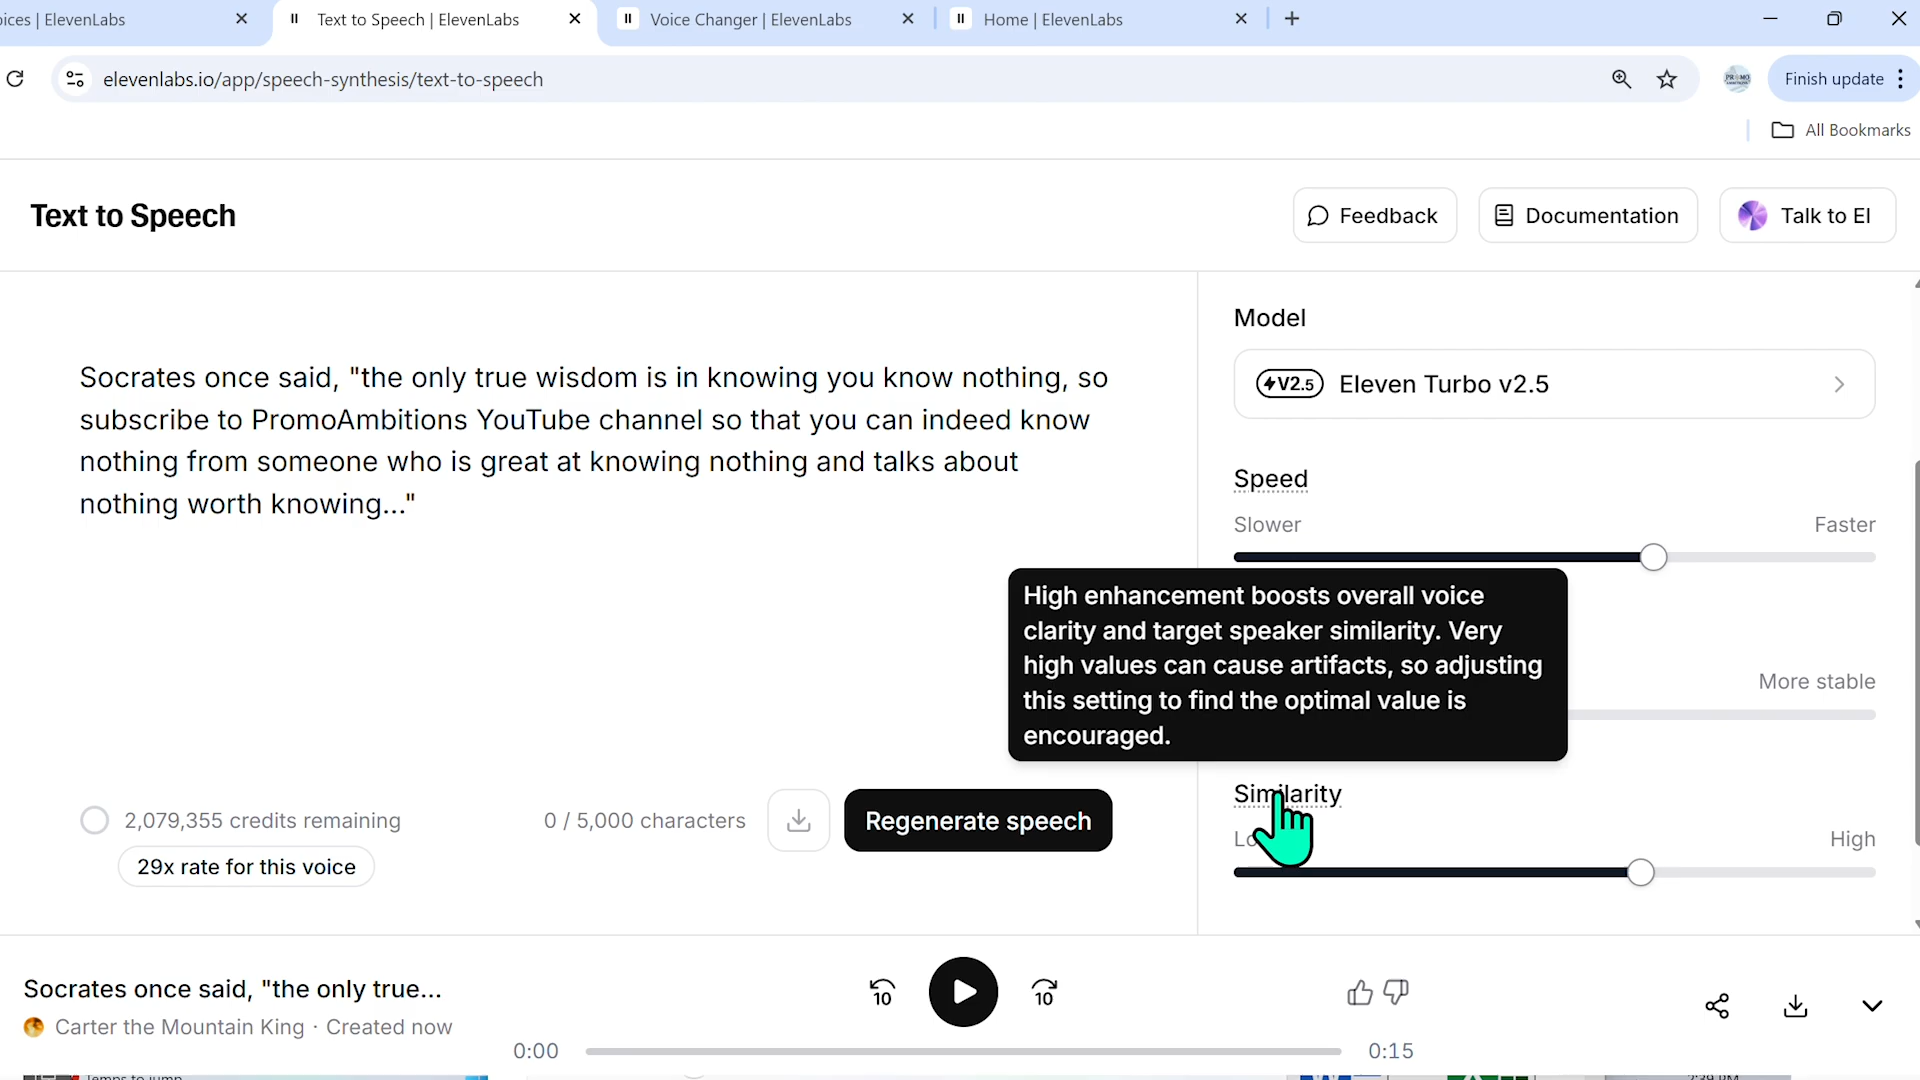 ices | ElevenLabs
Text to Speech | ElevenLabs
Voice Changer | ElevenLabs
Home | ElevenLabs
elevenlabs.io/app/speech-synthesis/text-to-speech
Finish update
All Bookmarks
Text to Speech
Feedback
Documentation
Talk to El
Socrates once said, "the only true wisdom is in knowing you know nothing, so
subscribe to PromoAmbitions YouTube channel so that you can indeed know
nothing from someone who is great at knowing nothing and talks about
nothing worth knowing..."
Model
V2.5 Eleven Turbo v2.5
Speed
Slower
Faster
High enhancement boosts overall voice
clarity and target speaker similarity. Very
high values can cause artifacts, so adjusting
this setting to find the optimal value is
encouraged.
More stable
Similarity
High
2,079,355 credits remaining
0 / 5,000 characters
Regenerate speech
29x rate for this voice
Socrates once said, "the only true...
Carter the Mountain King · Created now
10
10
0:00
0:15